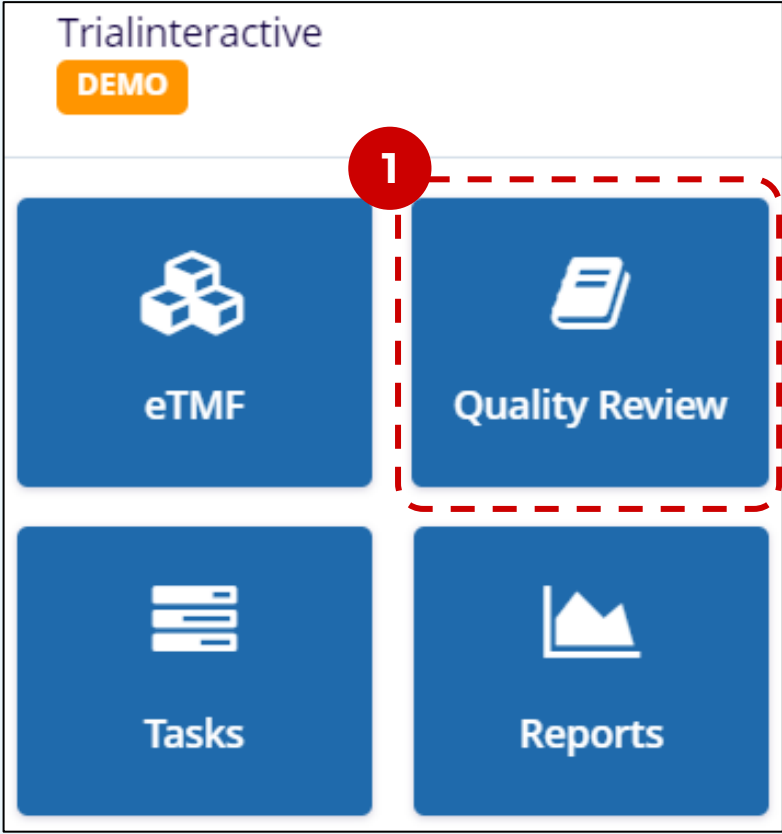 Trialinteractive
DEMO
1
eTMF
Quality Review
Tasks
Reports